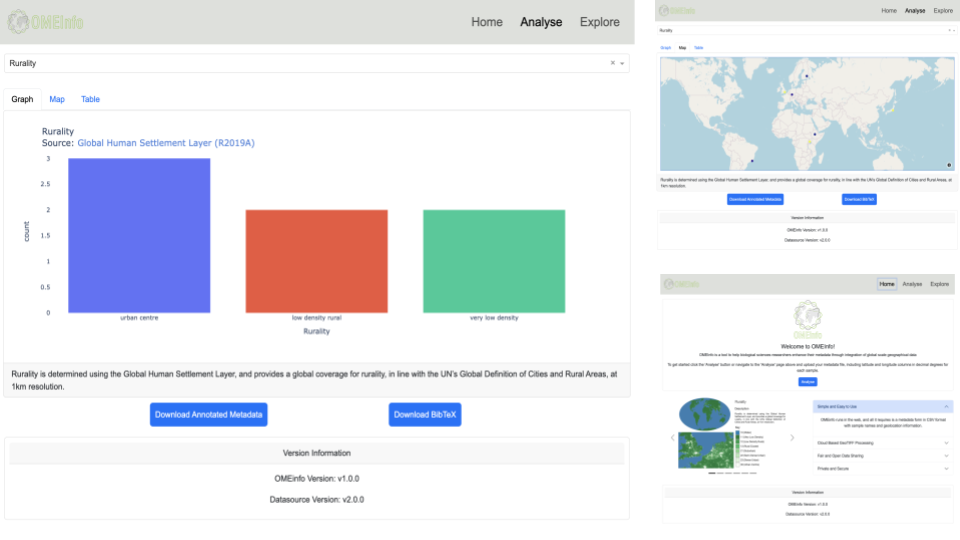 OMEinfo
Home Analyse Explore
Rurality
Graph Map Table
Rurality
Source: Global Human Settlement Layer (R2019A)
3
2.5
2
1.5
1
0.5
0
count
urban centre low density rural very low density
Rurality
Rurality is determined using the Global Human Settlement Layer, and provides a global coverage for rurality, in line with the UN's Global Definition of Cities and Rural Areas, at
1km resolution.
Download Annotated Metadata Download BibTeX
Version Information
OMEinfo Version: v1.0.0
Datasource Version: v2.0.0
OMEinfo
Home Analyse Explore
Rurality
Graph Map Table
Rurality is determined using the Global Human Settlement Layer, and provides a global coverage for rurality, in line with the UN's Global Definition of Cities and Rural Areas, at
1km resolution.
Download Annotated Metadata Download BibTeX
Version Information
OMEinfo Version: v1.0.0
Datasource Version: v2.0.0
OMEinfo
Home Analyse Explore
Welcome to OMEinfo!
OMEinfo is a tool to help biological sciences researchers enhance their metadata through integration of global scale geographical data
To get started click the 'Analyse' button or navigate to the 'Analyse' page above and upload your metadata file, including latitude and longitude columns in decimal degrees for
each sample
Analyse
Rurality
Description
Simple and Easy to Use
OMEinfo runs in the web, and all it requires is a metadata form in CSV format
with sample names and geolocation information.
Cloud Based GeoTIFF Processing
Fair and Open Data Sharing
Private and Secure
Version Information
OMEinfo Version: v1.0.0
Datasource Version: v2.0.0